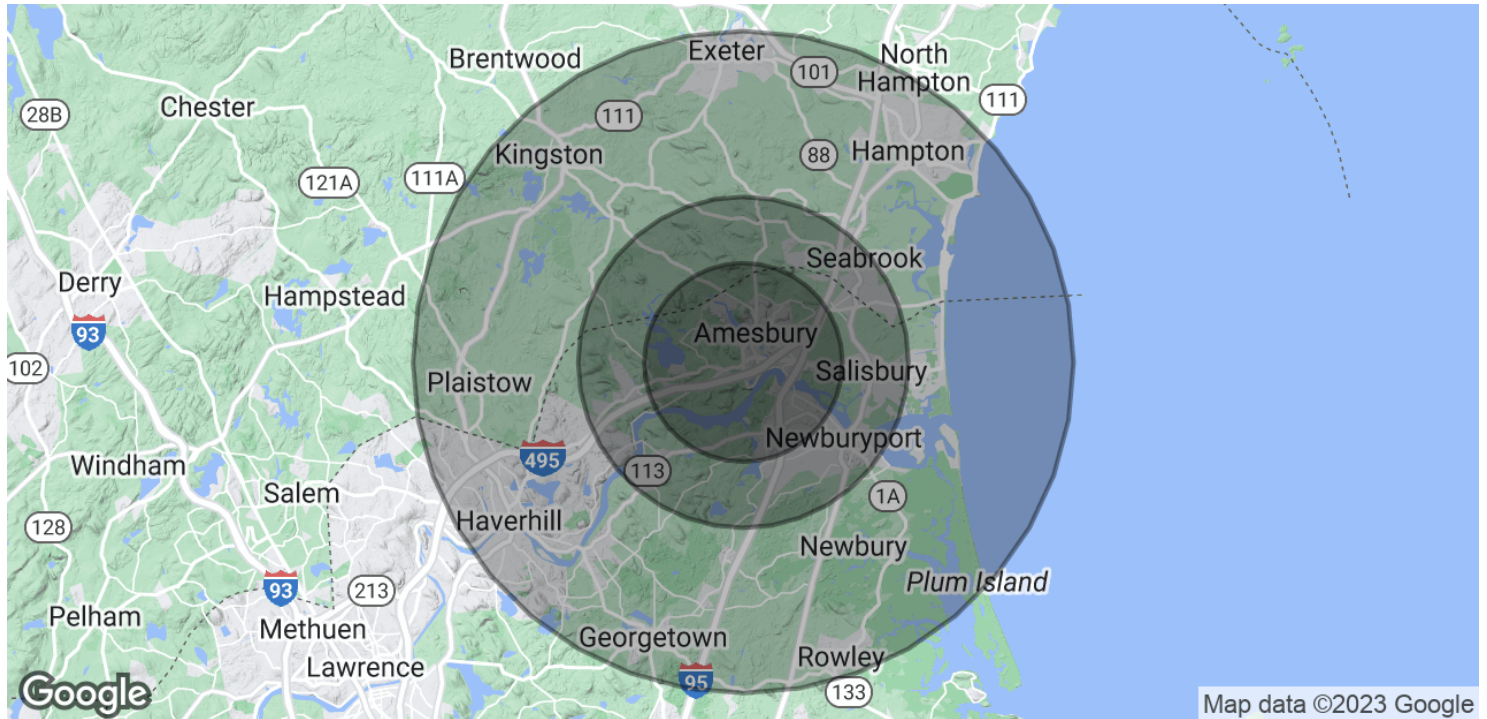 Brentwood
Exeter
North
Hampton
101
111
28B
Chester
111
Kingston
88
Hampton
121A
111A
Seabrook
Derry
Hampstead
93
Amesbury
102
Plaistow
Salisbury
Newburyport
Windham
495
113
Salem
1A
128
Haverhill
Newbury
Plum Island
93
213
Pelham
Methuen
Georgetown
Lawrence
Rowley
95
133
Google
Map data ©2023 Google